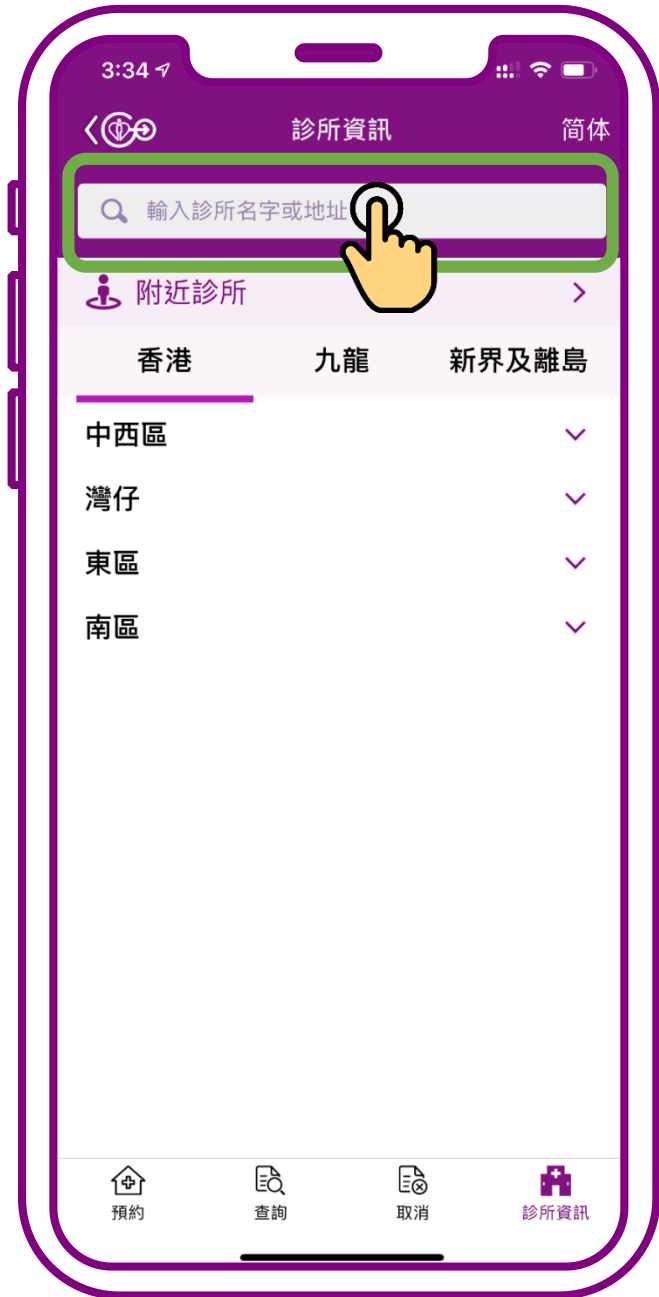 3:34
診所資訊
简体
輸入診所名字或地址
附近診所
香港
九龍
新界及離島
中西區
灣仔
東區
南區
預約
查詢
取消
診所資訊